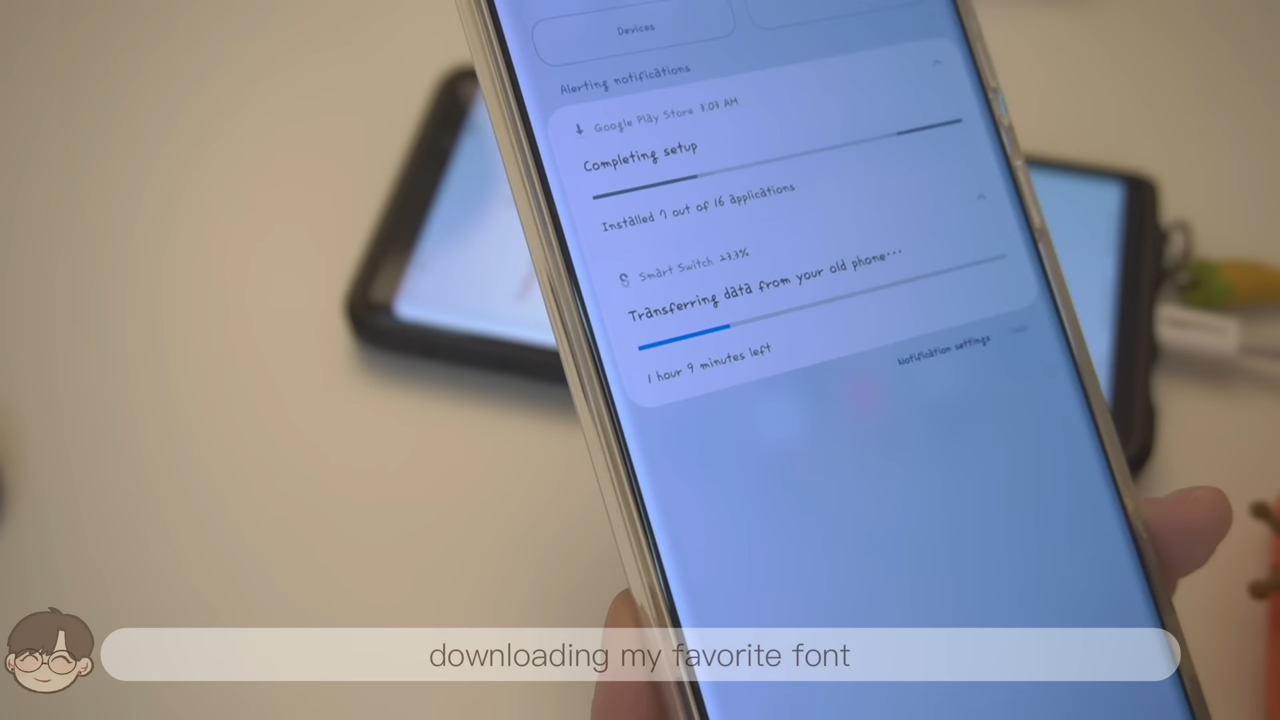 Devices
Alerting notifications
Google Play Store 3:03 AM
Completing setup
Installed 7 out of 16 applications
Smart Switch 23.3%
Transferring data from your old phone...
1 hour 9 minutes left
Notification settings
downloading my favorite font